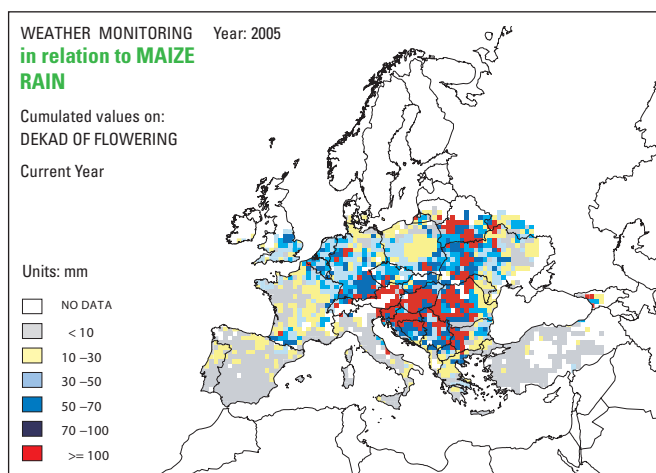 WEATHER MONITORING Year: 2005
in relation to MAIZE
RAIN
Cumulated values on:
DEKAD OF FLOWERING
Current Year
Units: mm
NO DATA
< 10
10 –30
30 –50
50 –70
70 –100
>= 100